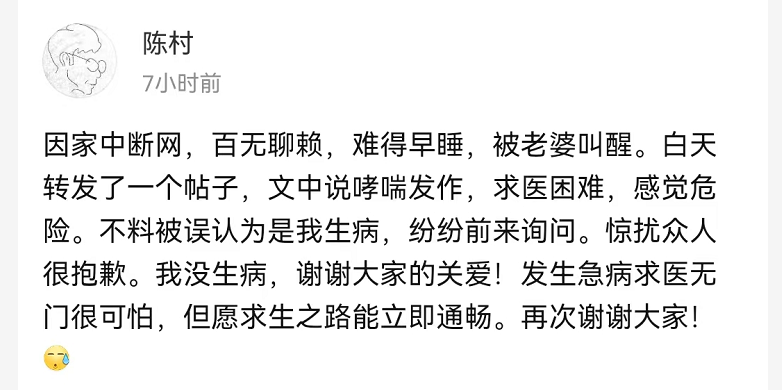 陈村
7小时前
因家中断网，百无聊赖，难得早睡，被老婆叫醒。白天
转发了一个帖子，文中说哮喘发作，求医困难，感觉危
险。不料被误认为是我生病，纷纷前来询问。惊扰众人
很抱歉。我没生病，谢谢大家的关爱！发生急病求医无
门很可怕，但愿求生之路能立即通畅。再次谢谢大家！